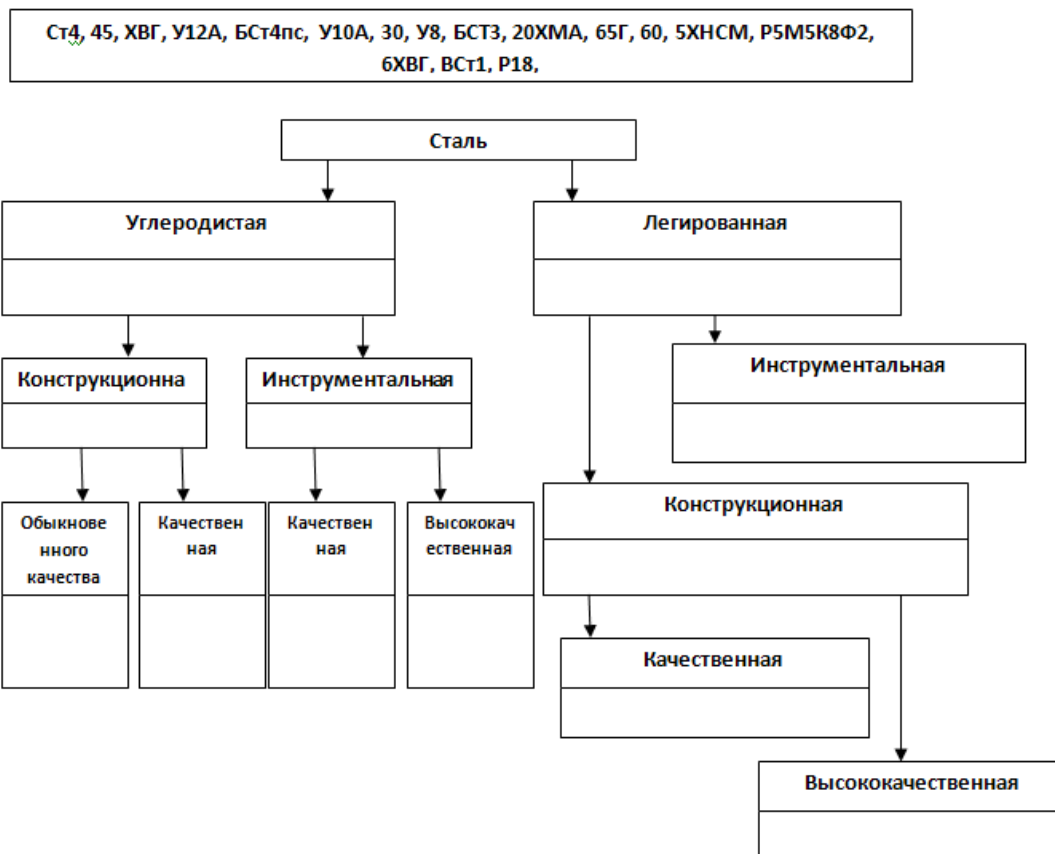 Ст4, 45, ХВГ, У12А, БСт4пс, У10А, 30, У8, БСТ3, 20ХМА, 65Г, 60, 5ХНСМ, Р5М5К8Ф2,
6ХВГ, ВСт1, Р18,
Сталь
Углеродистая
Легированная
Конструкционна
Инструментальная
Инструментальная
Обыкнове
нного
качества
Качествен
ная
Качествен
ная
Высококач
ественная
Конструкционная
Качественная
Высококачественная